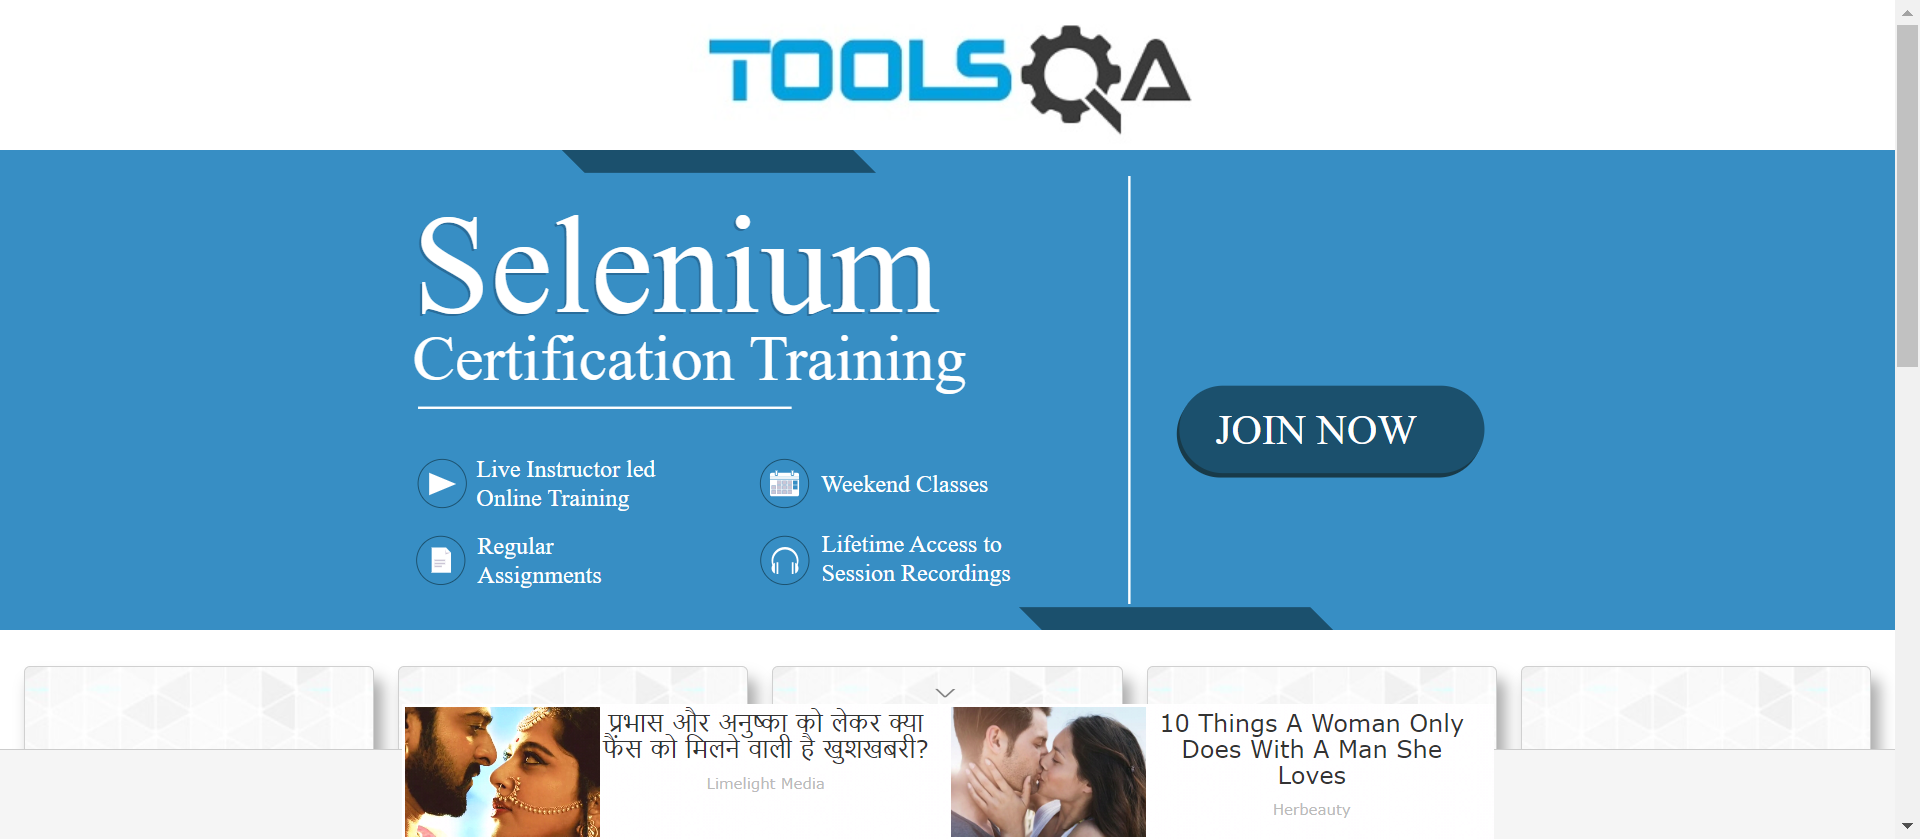 TOOLSQA
Selenium
Certification Training
Live Instructor led
Online Training
Weekend Classes
Regular
Assignments
Lifetime Access to
Session Recordings
JOIN NOW
प्रभास और अनुष्का को लेकर क्या
फैंस को मिलने वाली है खुशखबरी?
Limelight Media
10 Things A Woman Only
Does With A Man She
Loves
Herbeauty